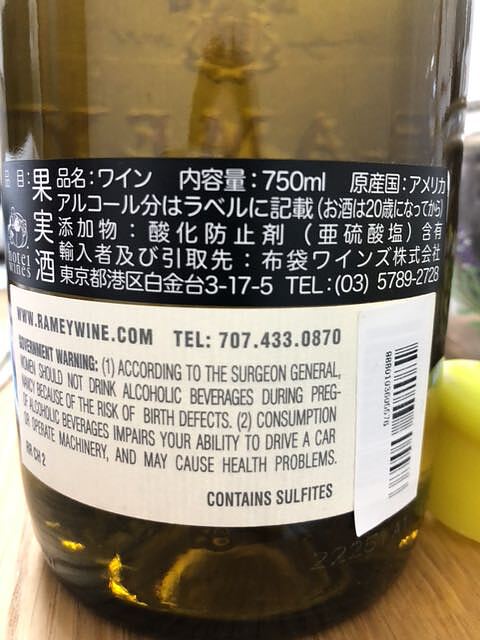 品目:果実酒
品名:ワイン 内容量:750ml 原産国:アメリカ
アルコール分はラベルに記載(お酒は20歳になってから)
添加物:酸化防止剤(亜硫酸塩)含有
輸入者及び引取先:布袋ワインズ株式会社
東京都港区白金台3-17-5 TEL:(03) 5789-2728
hotei
wines
WWW.RAMEYWINE.COM TEL: 707.433.0870
GOVERNMENT WARNING: (1) ACCORDING TO THE SURGEON GENERAL,
WOMEN SHOULD NOT DRINK ALCOHOLIC BEVERAGES DURING PREG-
NANCY BECAUSE OF THE RISK OF BIRTH DEFECTS. (2) CONSUMPTION
OF ALCOHOLIC BEVERAGES IMPAIRS YOUR ABILITY TO DRIVE A CAR
OR OPERATE MACHINERY, AND MAY CAUSE HEALTH PROBLEMS.
RR CH 2
CONTAINS SULFITES